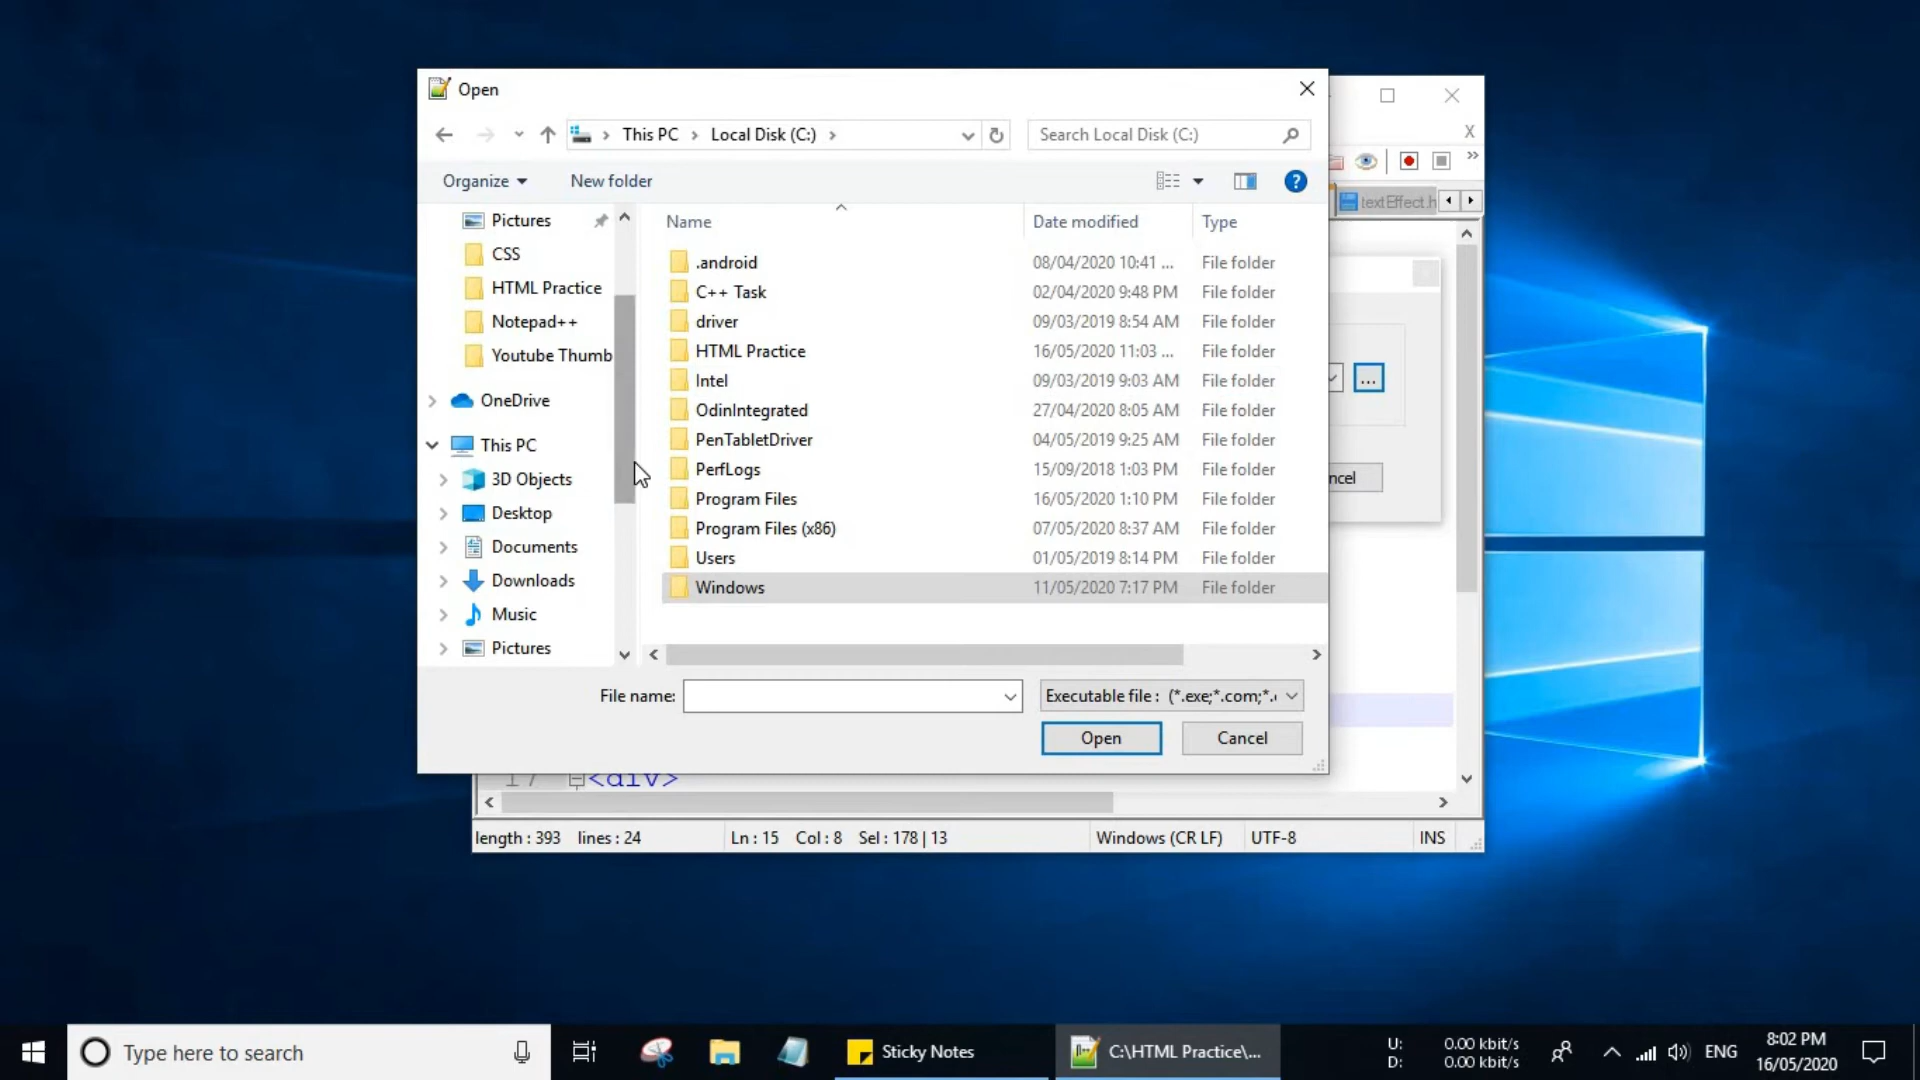 Open
This PC > Local Disk (C:) >
Search Local Disk (C:)
X
Organize
New folder
?
textEffect.h
Name
Date modified
Type
Pictures
CSS
HTML Practice
Notepad++
Youtube Thumb
OneDrive
This PC
3D Objects
Desktop
Documents
Downloads
Music
Pictures
.android 08/04/2020 10:41 ... File folder
C++ Task 02/04/2020 9:48 PM File folder
driver 09/03/2019 8:54 AM File folder
HTML Practice 16/05/2020 11:03 ... File folder
Intel 09/03/2019 9:03 AM File folder
OdinIntegrated 27/04/2020 8:05 AM File folder
PenTabletDriver 04/05/2019 9:25 AM File folder
PerfLogs 15/09/2018 1:03 PM File folder
Program Files 16/05/2020 1:10 PM File folder
Program Files (x86) 07/05/2020 8:37 AM File folder
Users 01/05/2019 8:14 PM File folder
Windows 11/05/2020 7:17 PM File folder
...
ncel
File name:
Executable file : (*.exe;*.com;*.
Open
Cancel
17 <div>
length : 393 lines : 24 Ln : 15 Col : 8 Sel : 178 | 13 Windows (CR LF) UTF-8 INS
Type here to search
Sticky Notes
C:\HTML Practice\...
U: 0.00 kbit/s
D: 0.00 kbit/s
ENG
8:02 PM
16/05/2020